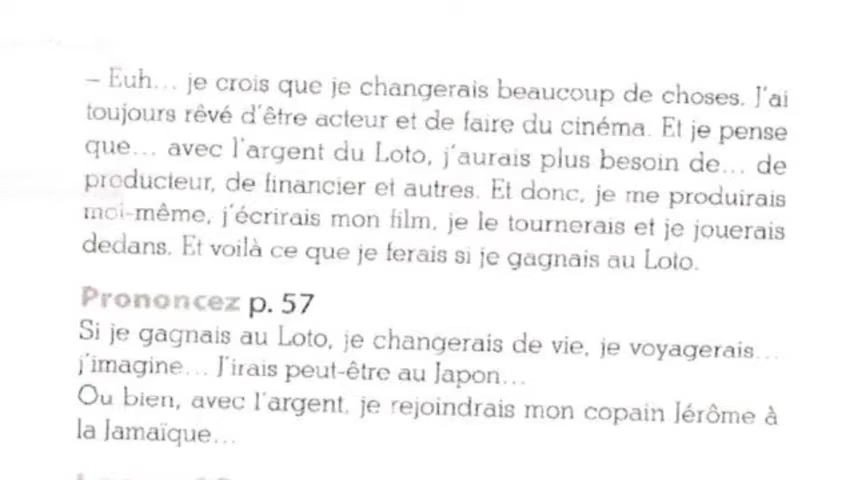 – Euh... je crois que je changerais beaucoup de choses. J'ai
toujours rêvé d'être acteur et de faire du cinéma. Et je pense
que... avec l'argent du Loto, j'aurais plus besoin de... de
producteur, de financier et autres. Et donc, je me produirais
moi-même, j'écrirais mon film, je le tournerais et je jouerais
dedans. Et voilà ce que je ferais si je gagnais au Loto.
Prononcez p. 57
Si je gagnais au Loto, je changerais de vie, je voyagerais...
j'imagine... J'irais peut-être au Japon...
Ou bien, avec l'argent, je rejoindrais mon copain Jérôme à
la Jamaïque...